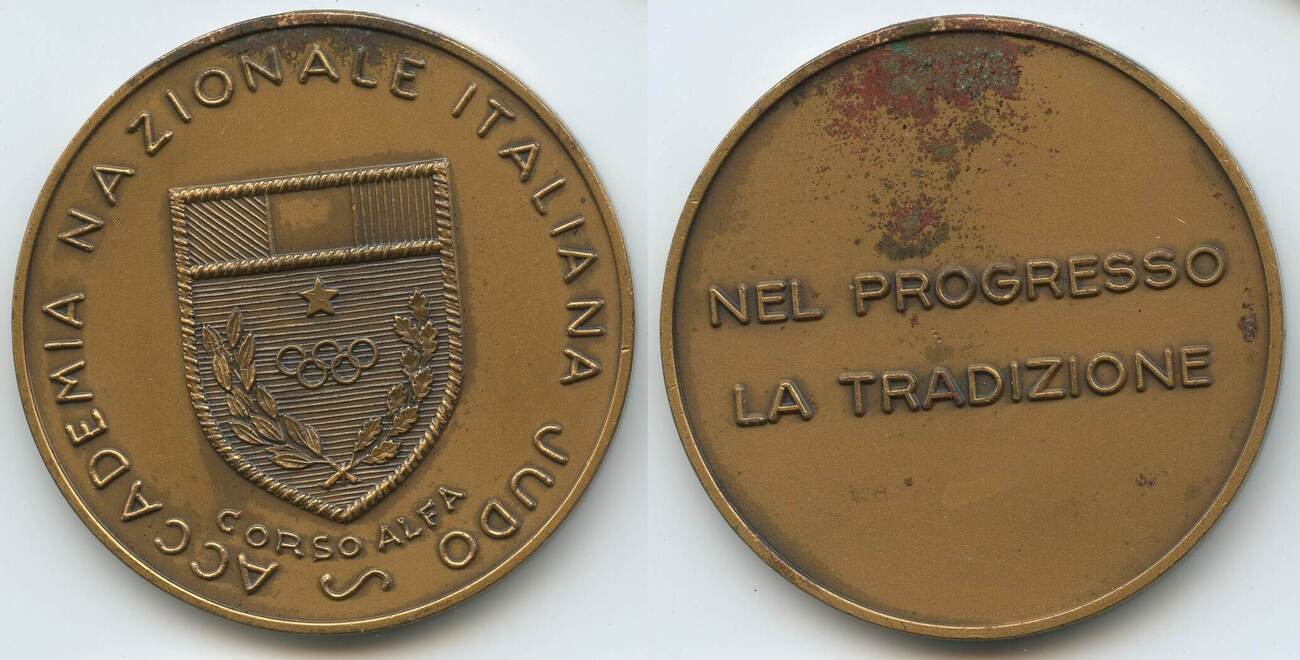 ACCADEMIA NAZIONALE ITALIANA JUDO S
CORSO ALFA
NEL PROGRESSO
LA TRADIZIONE